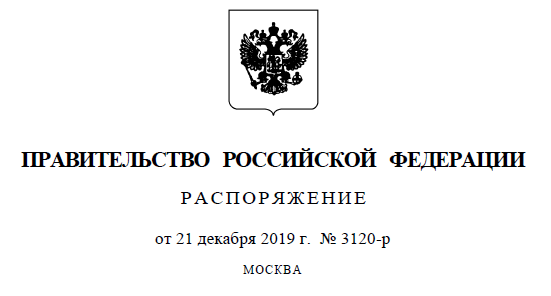 ПРАВИТЕЛЬСТВО РОССИЙСКОЙ ФЕДЕРАЦИИ
РАСПОРЯЖЕНИЕ
от 21 декабря 2019 г. № 3120-р
МОСКВА